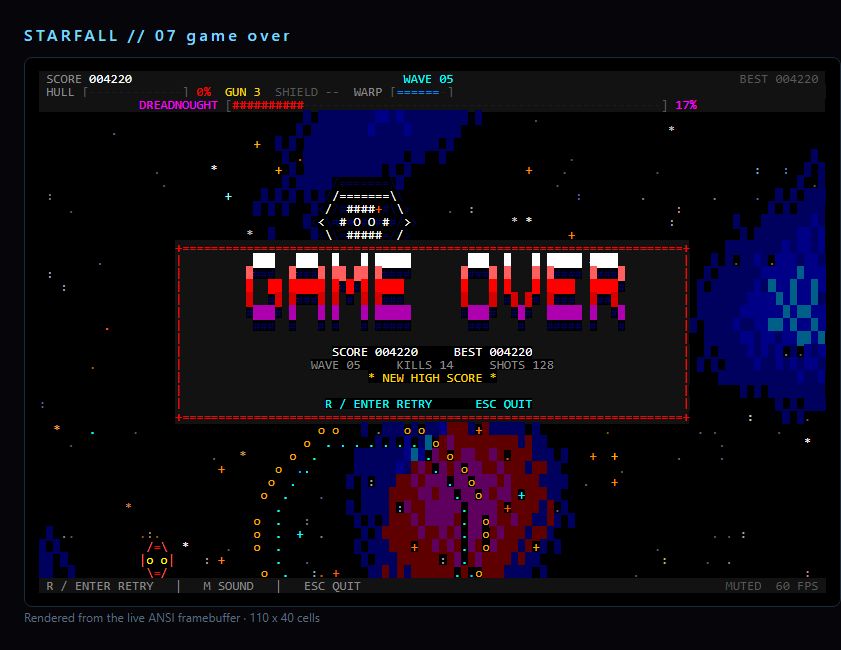 STARFALL // 07 game over
SCORE 004220 WAVE 05 BEST 004220
HULL [--------------] 0% GUN 3 SHIELD -- WARP [====== ]
DREADNOUGHT [########## ] 17%
GAME OVER
SCORE 004220 BEST 004220
WAVE 05 KILLS 14 SHOTS 128
* NEW HIGH SCORE *
R / ENTER RETRY ESC QUIT
R / ENTER RETRY | M SOUND | ESC QUIT MUTED 60 FPS
Rendered from the live ANSI framebuffer · 110 x 40 cells